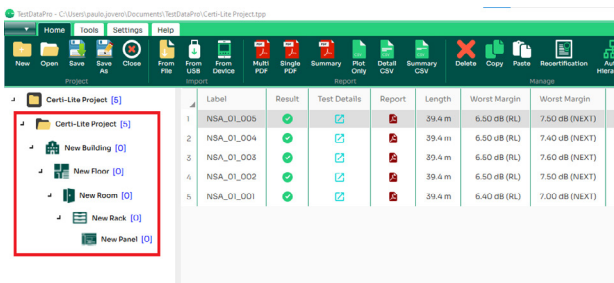 TestDataPro - C:\Users\paulo.jovero\Documents\TestDataPro\Certi-Lite Project.tpp
Home Tools Settings Help
New Open Save Save As Close From File From USB From Device Multi PDF Single PDF Summary Plot Only Detail CSV Summary CSV Delete Copy Paste Recertification
Project Import Report Manage
Certi-Lite Project [5]
Certi-Lite Project [5]
New Building [0]
New Floor [0]
New Room [0]
New Rack [0]
New Panel [0]
Label Result Test Details Report Length Worst Margin Worst Margin
1 NSA_01_005 39.4 m 6.50 dB (RL) 7.50 dB (NEXT)
2 NSA_01_004 39.4 m 6.40 dB (RL) 7.40 dB (NEXT)
3 NSA_01_003 39.4 m 6.60 dB (RL) 7.60 dB (NEXT)
4 NSA_01_002 39.4 m 6.50 dB (RL) 7.50 dB (NEXT)
5 NSA_01_001 39.4 m 6.40 dB (RL) 7.00 dB (NEXT)